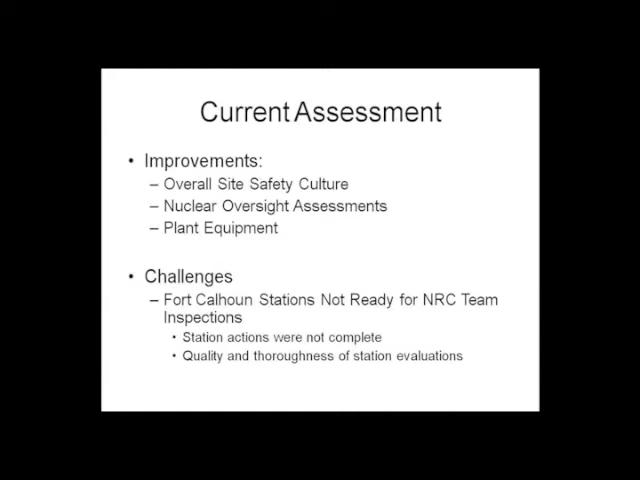 Current Assessment
• Improvements:
– Overall Site Safety Culture
– Nuclear Oversight Assessments
– Plant Equipment
• Challenges
– Fort Calhoun Stations Not Ready for NRC Team
Inspections
• Station actions were not complete
• Quality and thoroughness of station evaluations